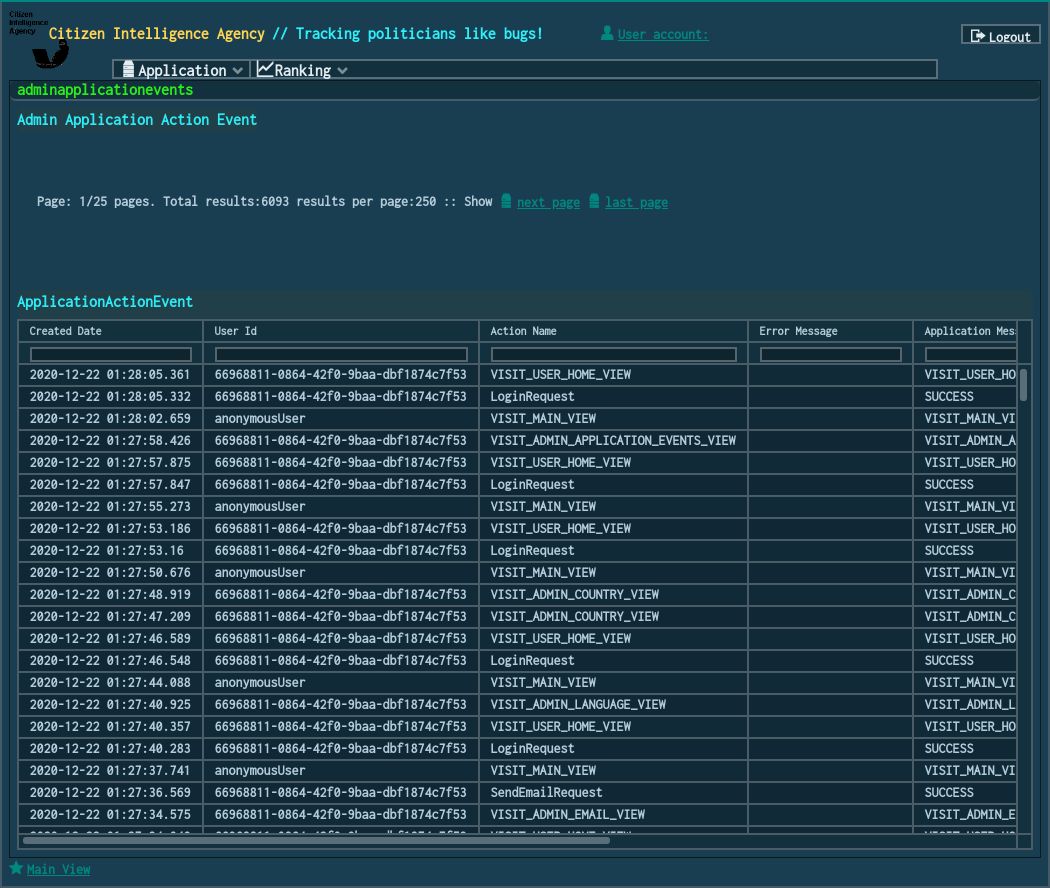 Citizen
Intelligence
Agency
Citizen Intelligence Agency // Tracking politicians like bugs!
User account:
Logout
Application Ranking
adminapplicationevents
Admin Application Action Event
Page: 1/25 pages. Total results:6093 results per page:250 :: Show next page last page
ApplicationActionEvent
Created Date User Id Action Name Error Message Application Mes
2020-12-22 01:28:05.361 66968811-0864-42f0-9baa-dbf1874c7f53 VISIT_USER_HOME_VIEW VISIT_USER_HO
2020-12-22 01:28:05.332 66968811-0864-42f0-9baa-dbf1874c7f53 LoginRequest SUCCESS
2020-12-22 01:28:02.659 anonymousUser VISIT_MAIN_VIEW VISIT_MAIN_VI
2020-12-22 01:27:58.426 66968811-0864-42f0-9baa-dbf1874c7f53 VISIT_ADMIN_APPLICATION_EVENTS_VIEW VISIT_ADMIN_A
2020-12-22 01:27:57.875 66968811-0864-42f0-9baa-dbf1874c7f53 VISIT_USER_HOME_VIEW VISIT_USER_HO
2020-12-22 01:27:57.847 66968811-0864-42f0-9baa-dbf1874c7f53 LoginRequest SUCCESS
2020-12-22 01:27:55.273 anonymousUser VISIT_MAIN_VIEW VISIT_MAIN_VI
2020-12-22 01:27:53.186 66968811-0864-42f0-9baa-dbf1874c7f53 VISIT_USER_HOME_VIEW VISIT_USER_HO
2020-12-22 01:27:53.16 66968811-0864-42f0-9baa-dbf1874c7f53 LoginRequest SUCCESS
2020-12-22 01:27:50.676 anonymousUser VISIT_MAIN_VIEW VISIT_MAIN_VI
2020-12-22 01:27:48.919 66968811-0864-42f0-9baa-dbf1874c7f53 VISIT_ADMIN_COUNTRY_VIEW VISIT_ADMIN_C
2020-12-22 01:27:47.209 66968811-0864-42f0-9baa-dbf1874c7f53 VISIT_ADMIN_COUNTRY_VIEW VISIT_ADMIN_C
2020-12-22 01:27:46.589 66968811-0864-42f0-9baa-dbf1874c7f53 VISIT_USER_HOME_VIEW VISIT_USER_HO
2020-12-22 01:27:46.548 66968811-0864-42f0-9baa-dbf1874c7f53 LoginRequest SUCCESS
2020-12-22 01:27:44.088 anonymousUser VISIT_MAIN_VIEW VISIT_MAIN_VI
2020-12-22 01:27:40.925 66968811-0864-42f0-9baa-dbf1874c7f53 VISIT_ADMIN_LANGUAGE_VIEW VISIT_ADMIN_L
2020-12-22 01:27:40.357 66968811-0864-42f0-9baa-dbf1874c7f53 VISIT_USER_HOME_VIEW VISIT_USER_HO
2020-12-22 01:27:40.283 66968811-0864-42f0-9baa-dbf1874c7f53 LoginRequest SUCCESS
2020-12-22 01:27:37.741 anonymousUser VISIT_MAIN_VIEW VISIT_MAIN_VI
2020-12-22 01:27:36.569 66968811-0864-42f0-9baa-dbf1874c7f53 SendEmailRequest SUCCESS
2020-12-22 01:27:34.575 66968811-0864-42f0-9baa-dbf1874c7f53 VISIT_ADMIN_EMAIL_VIEW VISIT_ADMIN_E
Main View